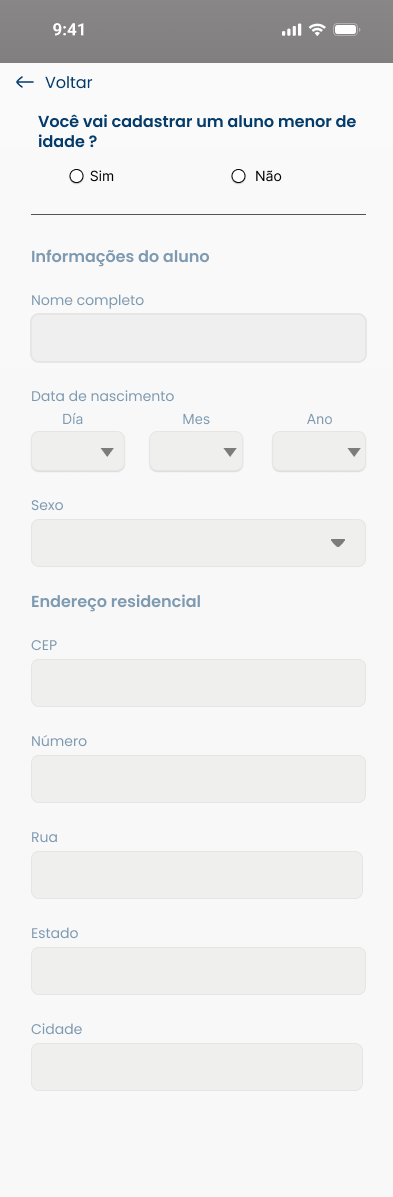 9:41
Voltar
Você vai cadastrar um aluno menor de
idade ?
Sim
Não
Informações do aluno
Nome completo
Data de nascimento
Día
Mes
Ano
Sexo
Endereço residencial
CEP
Número
Rua
Estado
Cidade